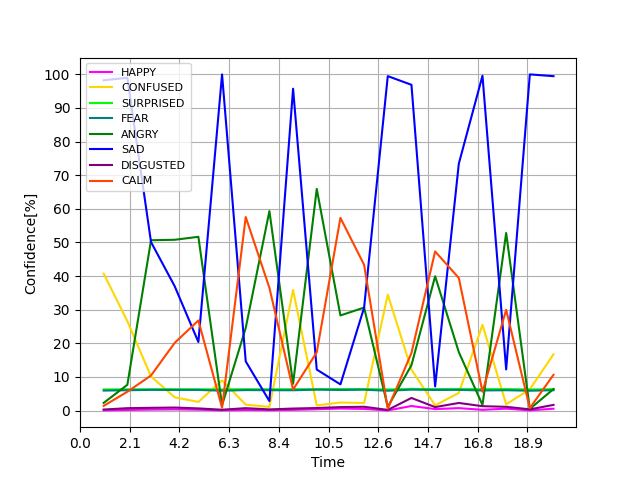 100
90
80
70
60
50
40
30
20
10
0
Confidence[%]
HAPPY
CONFUSED
SURPRISED
FEAR
ANGRY
SAD
DISGUSTED
CALM
0.0 2.1 4.2 6.3 8.4 10.5 12.6 14.7 16.8 18.9
Time